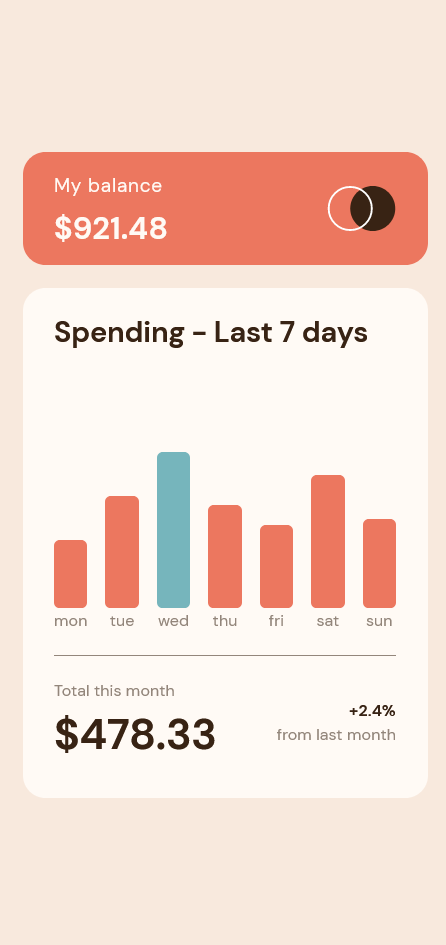 My balance
$921.48
Spending - Last 7 days
mon tue wed thu fri sat sun
Total this month
$478.33
+2.4%
from last month